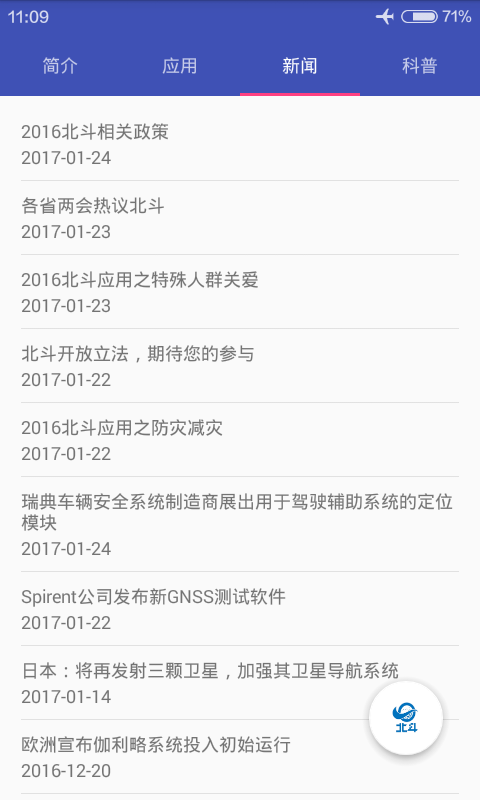 11:09 71%
简介 应用 新闻 科普
2016北斗相关政策
2017-01-24
各省两会热议北斗
2017-01-23
2016北斗应用之特殊人群关爱
2017-01-23
北斗开放立法，期待您的参与
2017-01-22
2016北斗应用之防灾减灾
2017-01-22
瑞典车辆安全系统制造商展出用于驾驶辅助系统的定位
模块
2017-01-24
Spirent公司发布新GNSS测试软件
2017-01-22
日本：将再发射三颗卫星，加强其卫星导航系统
2017-01-14
北斗
欧洲宣布伽利略系统投入初始运行
2016-12-20